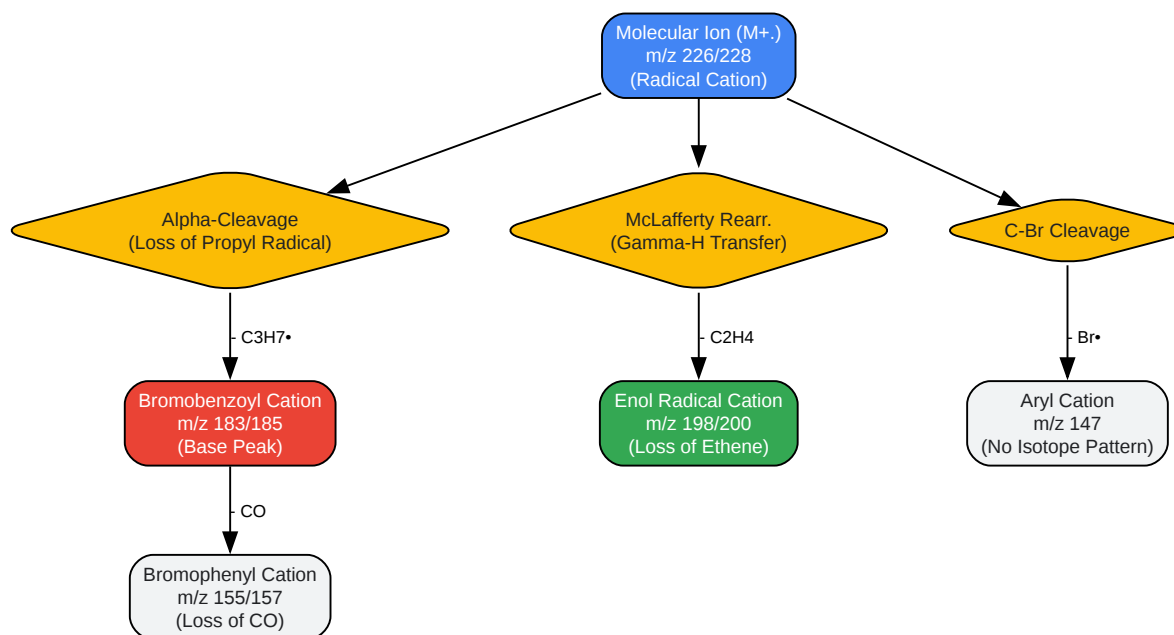 Molecular Ion (M+.)
m/z 226/228
(Radical Cation)
Alpha-Cleavage
(Loss of Propyl Radical)
McLafferty Rearr.
(Gamma-H Transfer)
C-Br Cleavage
- C3H7•
- C2H4
- Br•
Bromobenzoyl Cation
m/z 183/185
(Base Peak)
Enol Radical Cation
m/z 198/200
(Loss of Ethene)
Aryl Cation
m/z 147
(No Isotope Pattern)
- CO
Bromophenyl Cation
m/z 155/157
(Loss of CO)